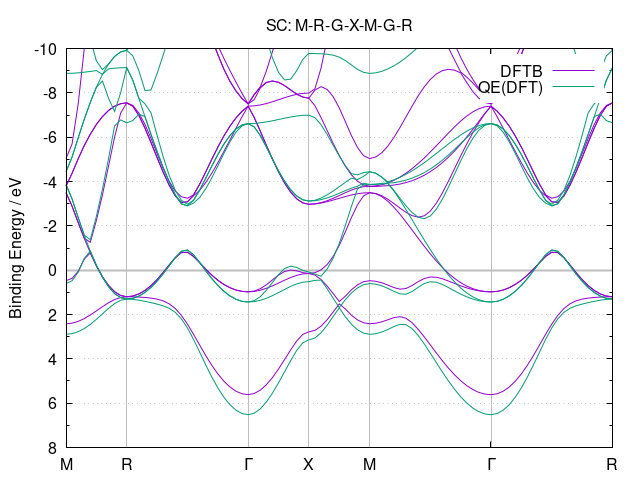 SC: M-R-G-X-M-G-R
-10
-8
-6
-4
-2
0
2
4
6
8
Binding Energy / eV
DFTB
QE(DFT)
M R Γ X M Γ R